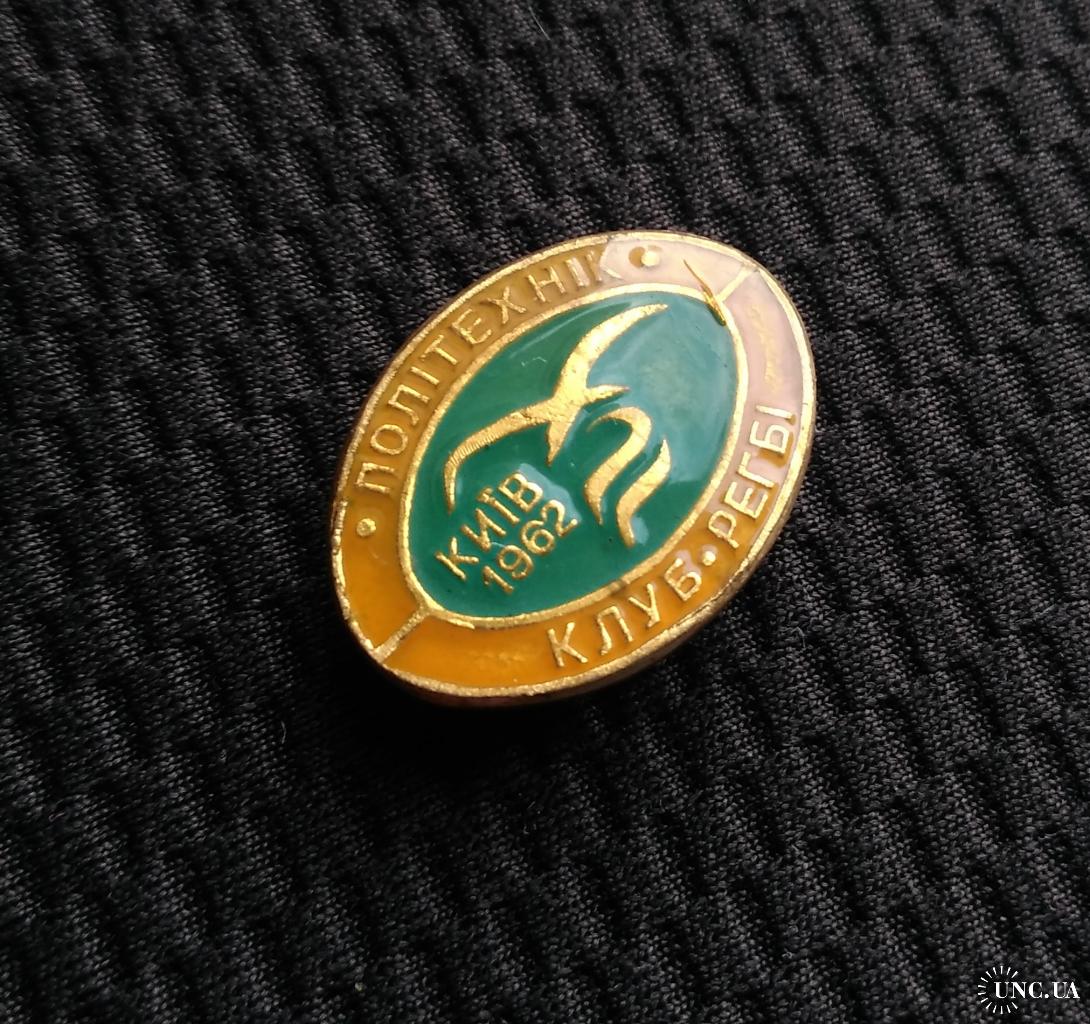 • ПОЛІТЕХНІК •
КИЇВ
1962
КЛУБ • РЕГБІ
UNC.UA